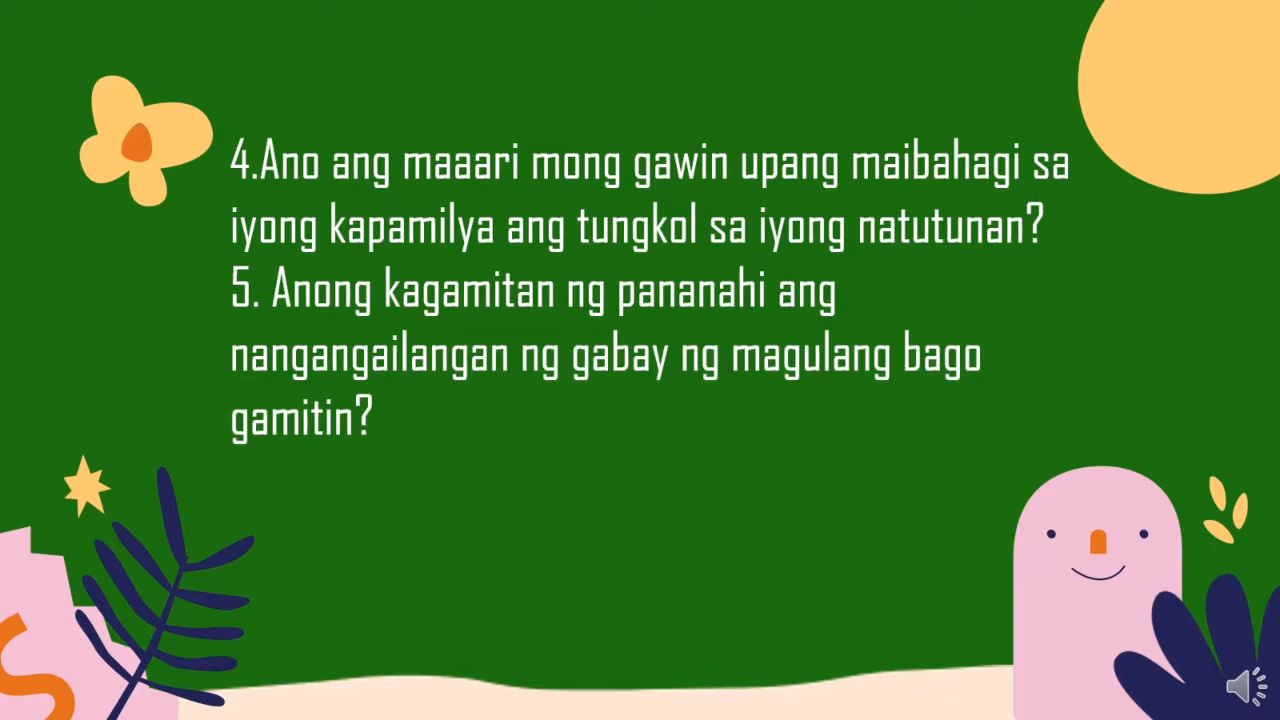 4.Ano ang maaari mong gawin upang maibahagi sa
iyong kapamilya ang tungkol sa iyong natutunan?
5. Anong kagamitan ng pananahi ang
nangangailangan ng gabay ng magulang bago
gamitin?
S